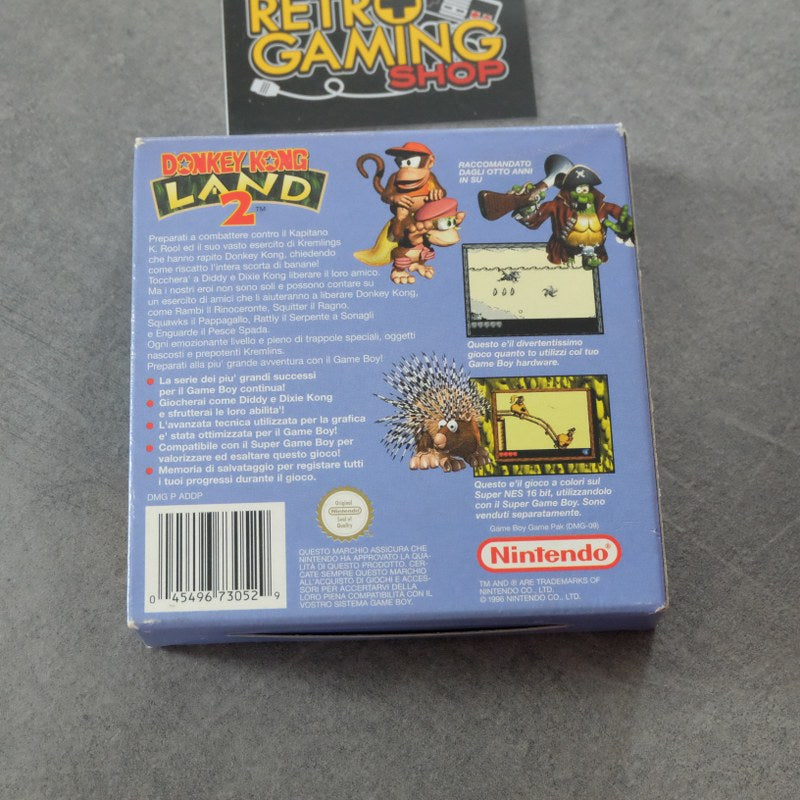 RETRO
GAMING
SHOP
DONKEY KONG
LAND
2™
RACCOMANDATO
DAGLI OTTO ANNI
IN SU
Preparati a combattere contro il Kapitano
K. Rool ed il suo vasto esercito di Kremlings
che hanno rapito Donkey Kong, chiedendo
come riscatto l'intera scorta di banane!
Tocchera' a Diddy e Dixie Kong liberare il loro amico.
Ma i nostri eroi non sono soli e possono contare su
un esercito di amici che li aiuteranno a liberare Donkey Kong,
come Rambi il Rinoceronte, Squitter il Ragno,
Squawks il Pappagallo, Rattly il Serpente a Sonagli
e Enguarde il Pesce Spada.
Ogni emozionante livello e pieno di trappole speciali, oggetti
nascosti e prepotenti Kremlins.
Preparati alla piu' grande avventura con il Game Boy!
• La serie dei piu' grandi successi
per il Game Boy continua!
• Giocherai come Diddy e Dixie Kong
e sfrutterai le loro abilita'!
• L'avanzata tecnica utilizzata per la grafica
e' stata ottimizzata per il Game Boy!
• Compatibile con il Super Game Boy per
valorizzare ed esaltare questo gioco!
• Memoria di salvataggio per registare tutti
i tuoi progressi durante il gioco.
Questo e'il divertentissimo
gioco quanto to utilizzi col tuo
Game Boy hardware.
Questo e'il gioco a colori sul
Super NES 16 bit, utilizzandolo
con il Super Game Boy. Sono
venduti separatamente.
Game Boy Game Pak (DMG-09)
DMG P ADDP
0 45496 73052 9
Original
Nintendo
Seal of
Quality
QUESTO MARCHIO ASSICURA CHE
NINTENDO HA APPROVATO LA QUA-
LITÀ DI QUESTO PRODOTTO. CER-
CATE SEMPRE QUESTO MARCHIO
ALL'ACQUISTO DI GIOCHI E ACCES-
SORI PER ACCERTARVI DELLA
LORO PIENA COMPATIBILITÀ CON IL
VOSTRO SISTEMA GAME BOY.
Nintendo®
TM AND ® ARE TRADEMARKS OF
NINTENDO CO., LTD.
© 1996 NINTENDO CO., LTD.